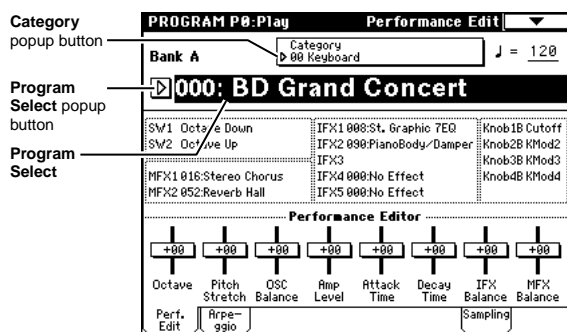 Category
popup button
Program
Select popup
button
Program
Select
PROGRAM P0:Play Performance Edit
Bank A
Category
00 Keyboard
♩ = 120
000: BD Grand Concert
SW1 Octave Down
SW2 Octave Up
MFX1 016:Stereo Chorus
MFX2 052:Reverb Hall
IFX1 008:St. Graphic 7EQ
IFX2 090:PianoBody/Damper
IFX3
IFX4 000:No Effect
IFX5 000:No Effect
Knob1B Cutoff
Knob2B KMod2
Knob3B KMod3
Knob4B KMod4
Performance Editor
+00 +00 +00 +00 +00 +00 +00 +00
Octave Pitch Stretch OSC Balance Amp Level Attack Time Decay Time IFX Balance MFX Balance
Perf. Edit Arpe-ggio Sampling